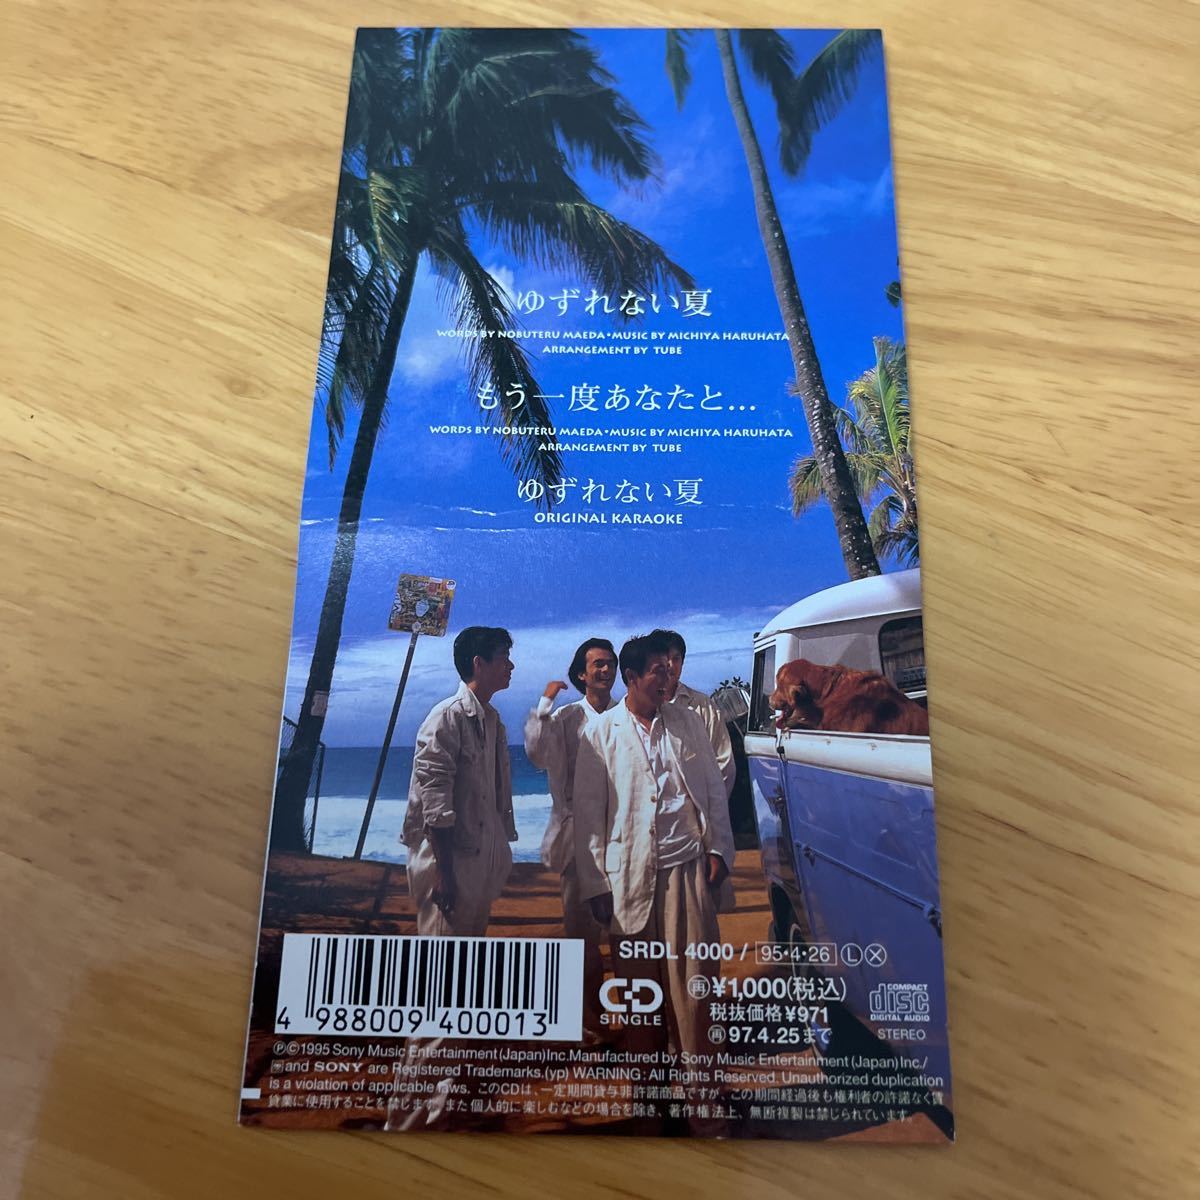 ゆずれない夏
WORDS BY NOBUTERU MAEDA・MUSIC BY MICHIYA HARUHATA
ARRANGEMENT BY TUBE
もう一度あなたと...
WORDS BY NOBUTERU MAEDA・MUSIC BY MICHIYA HARUHATA
ARRANGEMENT BY TUBE
ゆずれない夏
ORIGINAL KARAOKE
SRDL 4000 / 95・4・26 Ⓛ Ⓧ
CD SINGLE
再 ¥1,000(税込)
税抜価格¥971
再 97.4.25まで
COMPACT disc DIGITAL AUDIO
STEREO
4 988009 400013
Ⓟ©1995 Sony Music Entertainment (Japan) Inc. Manufactured by Sony Music Entertainment (Japan) Inc./
and SONY are Registered Trademarks. (yp) WARNING: All Rights Reserved. Unauthorized duplication
is a violation of applicable laws. このCDは、一定期間貸与非許諾商品ですが、この期間経過後も権利者の許諾なく賃
貸業に使用することを禁じます。また個人的に楽しむなどの場合を除き、著作権法上、無断複製は禁じられています。